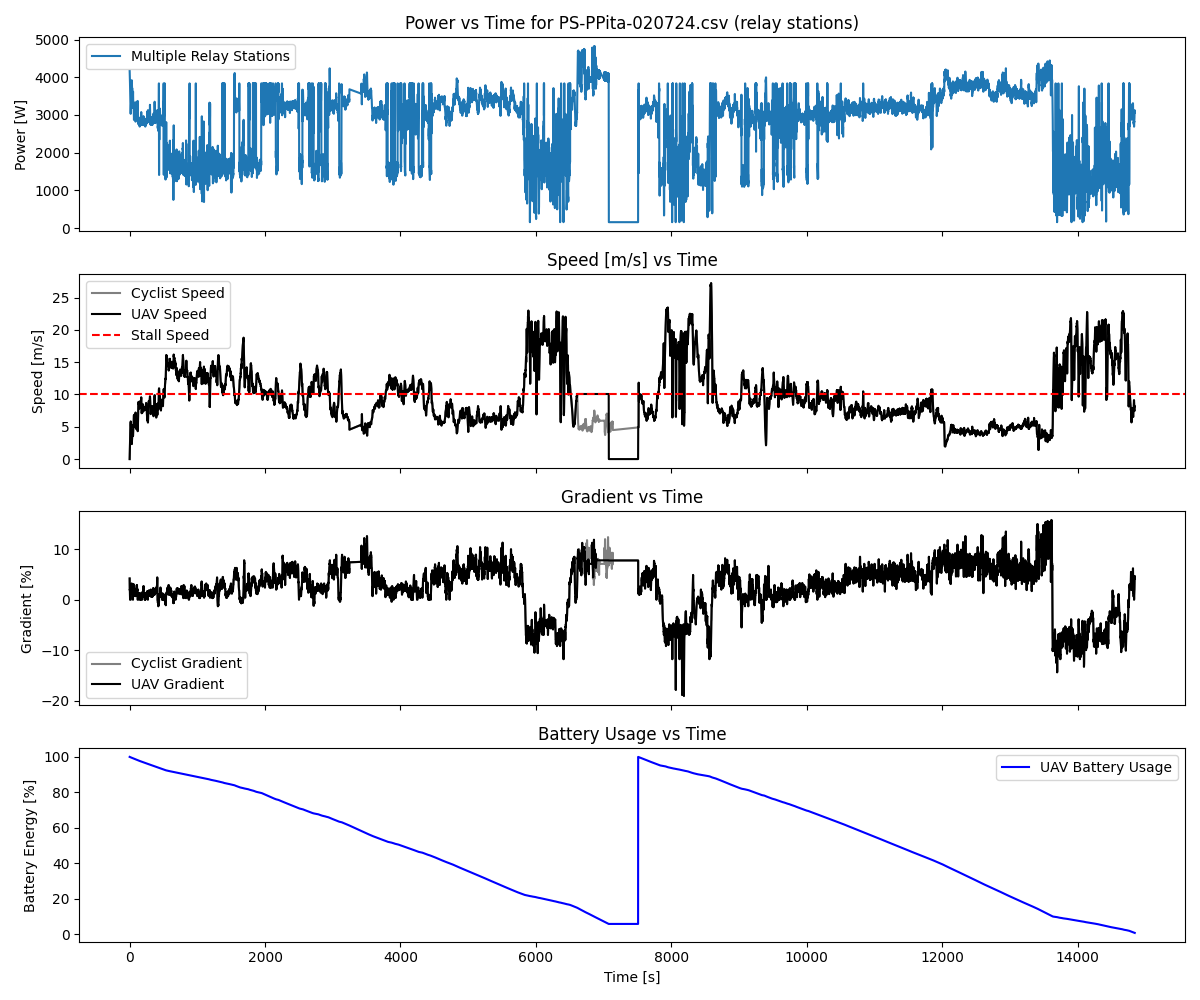 Power vs Time for PS-PPita-020724.csv (relay stations)
Power [W]
5000
4000
3000
2000
1000
0
Multiple Relay Stations
Speed [m/s] vs Time
Speed [m/s]
25
20
15
10
5
0
Cyclist Speed
UAV Speed
Stall Speed
Gradient vs Time
Gradient [%]
10
0
−10
−20
Cyclist Gradient
UAV Gradient
Battery Usage vs Time
Battery Energy [%]
100
80
60
40
20
0
UAV Battery Usage
0 2000 4000 6000 8000 10000 12000 14000
Time [s]